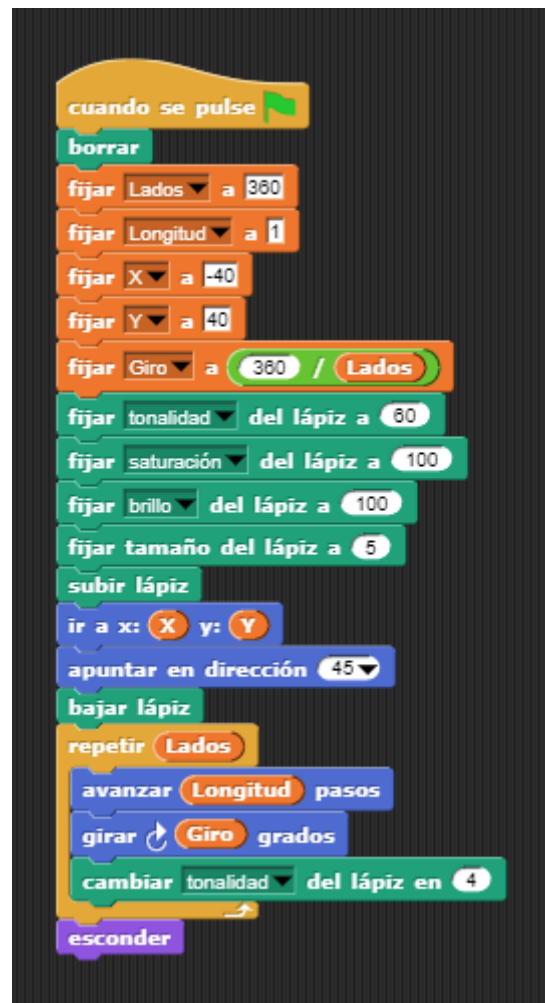 cuando se pulse
borrar
fijar Lados a 360
fijar Longitud a 1
fijar X a -40
fijar Y a 40
fijar Giro a 360 / Lados
fijar tonalidad del lápiz a 60
fijar saturación del lápiz a 100
fijar brillo del lápiz a 100
fijar tamaño del lápiz a 5
subir lápiz
ir a x: X y: Y
apuntar en dirección 45
bajar lápiz
repetir Lados
avanzar Longitud pasos
girar Giro grados
cambiar tonalidad del lápiz en 4
esconder